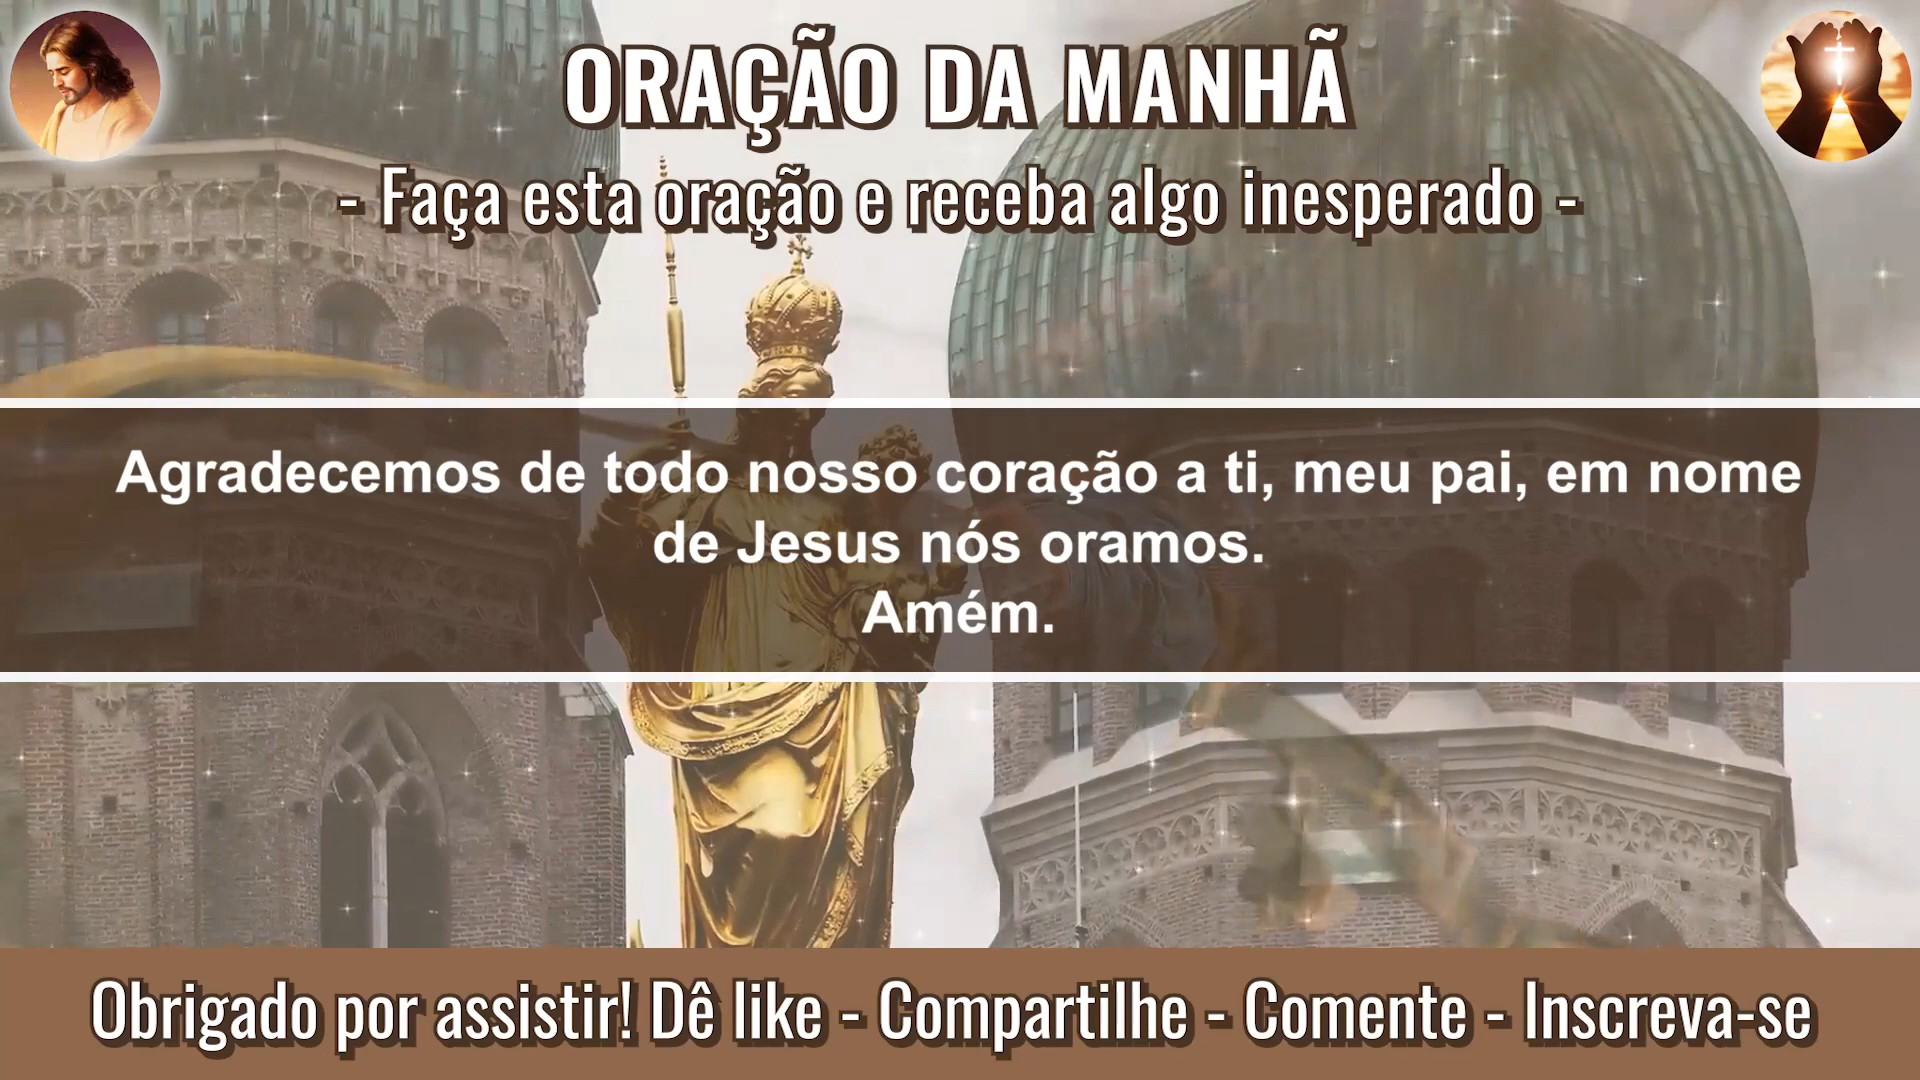 ORAÇÃO DA MANHÃ
- Faça esta oração e receba algo inesperado -
Agradecemos de todo nosso coração a ti, meu pai, em nome
de Jesus nós oramos.
Amém.
Obrigado por assistir! Dê like - Compartilhe - Comente - Inscreva-se